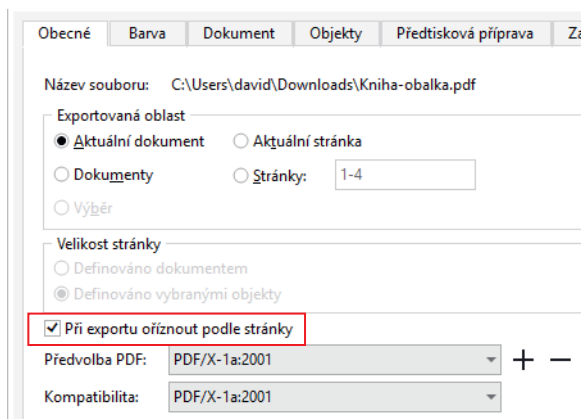 Obecné Barva Dokument Objekty Předtisková příprava
Název souboru: C:\Users\david\Downloads\Kniha-obalka.pdf
Exportovaná oblast
Aktuální dokument Aktuální stránka
Dokumenty Stránky: 1-4
Výběr
Velikost stránky
Definováno dokumentem
Definováno vybranými objekty
Při exportu oříznout podle stránky
Předvolba PDF: PDF/X-1a:2001
Kompatibilita: PDF/X-1a:2001